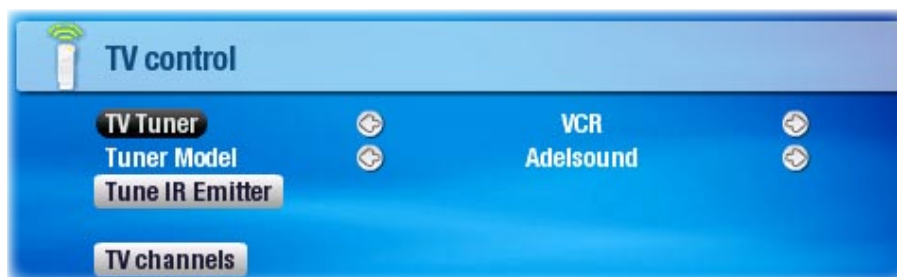 TV control
TV Tuner VCR
Tuner Model Adelsound
Tune IR Emitter
TV channels